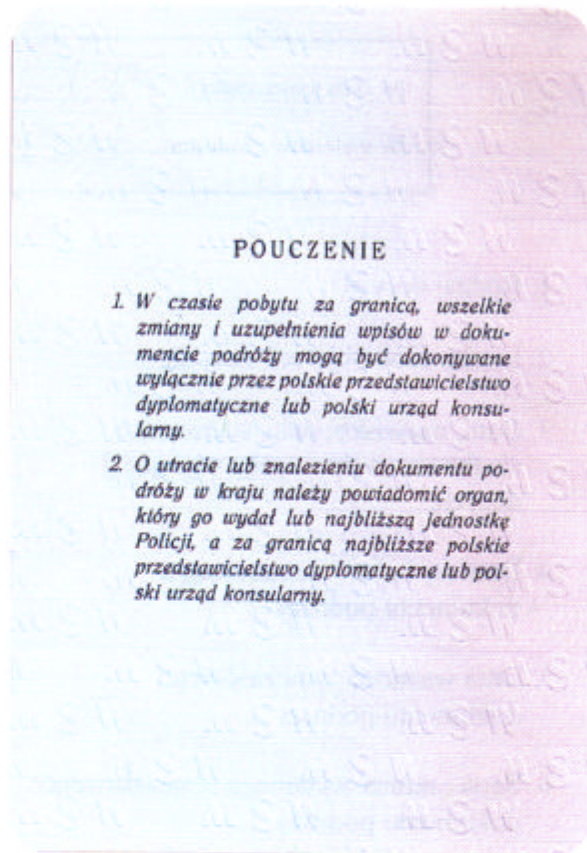 POUCZENIE
1. W czasie pobytu za granicą, wszelkie
zmiany i uzupełnienia wpisów w doku-
mencie podróży mogą być dokonywane
wyłącznie przez polskie przedstawicielstwo
dyplomatyczne lub polski urząd konsu-
larny.
2. O utracie lub znalezieniu dokumentu po-
dróży w kraju należy powiadomić organ,
który go wydał lub najbliższą jednostkę
Policji, a za granicą najbliższe polskie
przedstawicielstwo dyplomatyczne lub pol-
ski urząd konsularny.